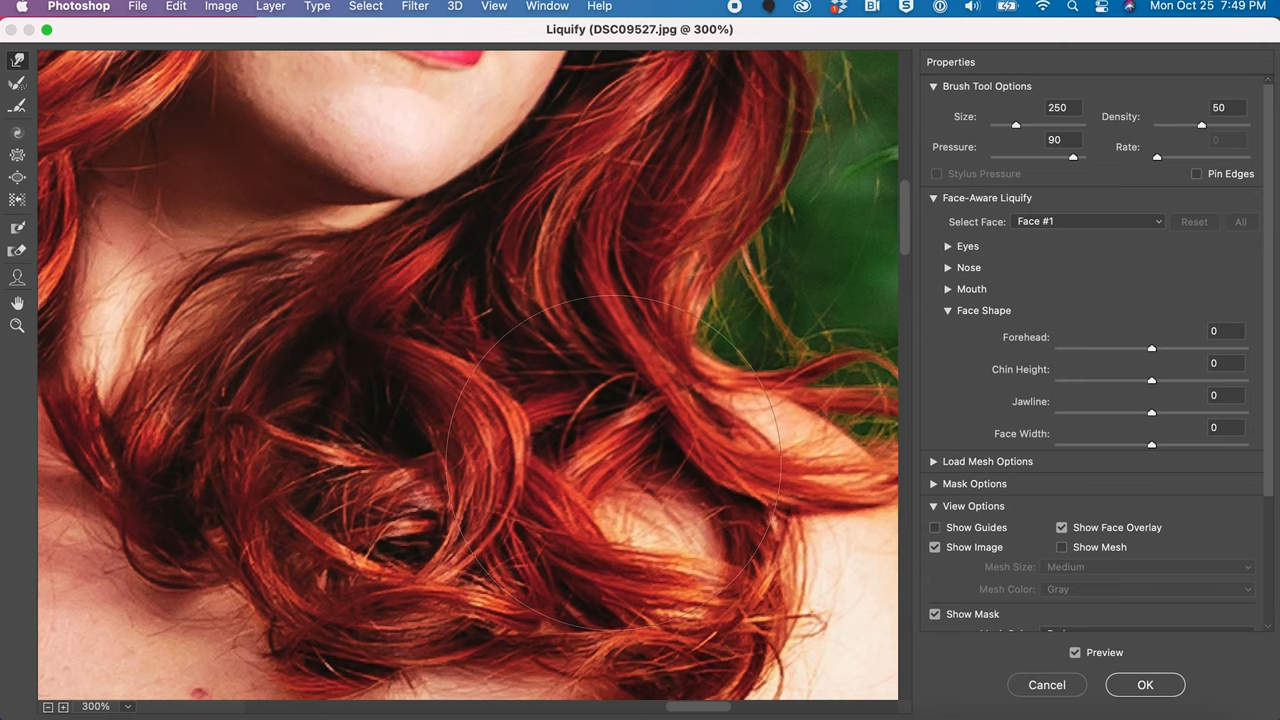 Photoshop File Edit Image Layer Type Select Filter 3D View Window Help Mon Oct 25 7:49 PM
Liquify (DSC09527.jpg @ 300%)
Properties
Brush Tool Options
Size: 250 Density: 50
Pressure: 90 Rate: 0
Stylus Pressure Pin Edges
Face-Aware Liquify
Select Face: Face #1 Reset All
Eyes
Nose
Mouth
Face Shape
Forehead: 0
Chin Height: 0
Jawline: 0
Face Width: 0
Load Mesh Options
Mask Options
View Options
Show Guides Show Face Overlay
Show Image Show Mesh
Mesh Size: Medium
Mesh Color: Gray
Show Mask
Preview
Cancel OK
300%